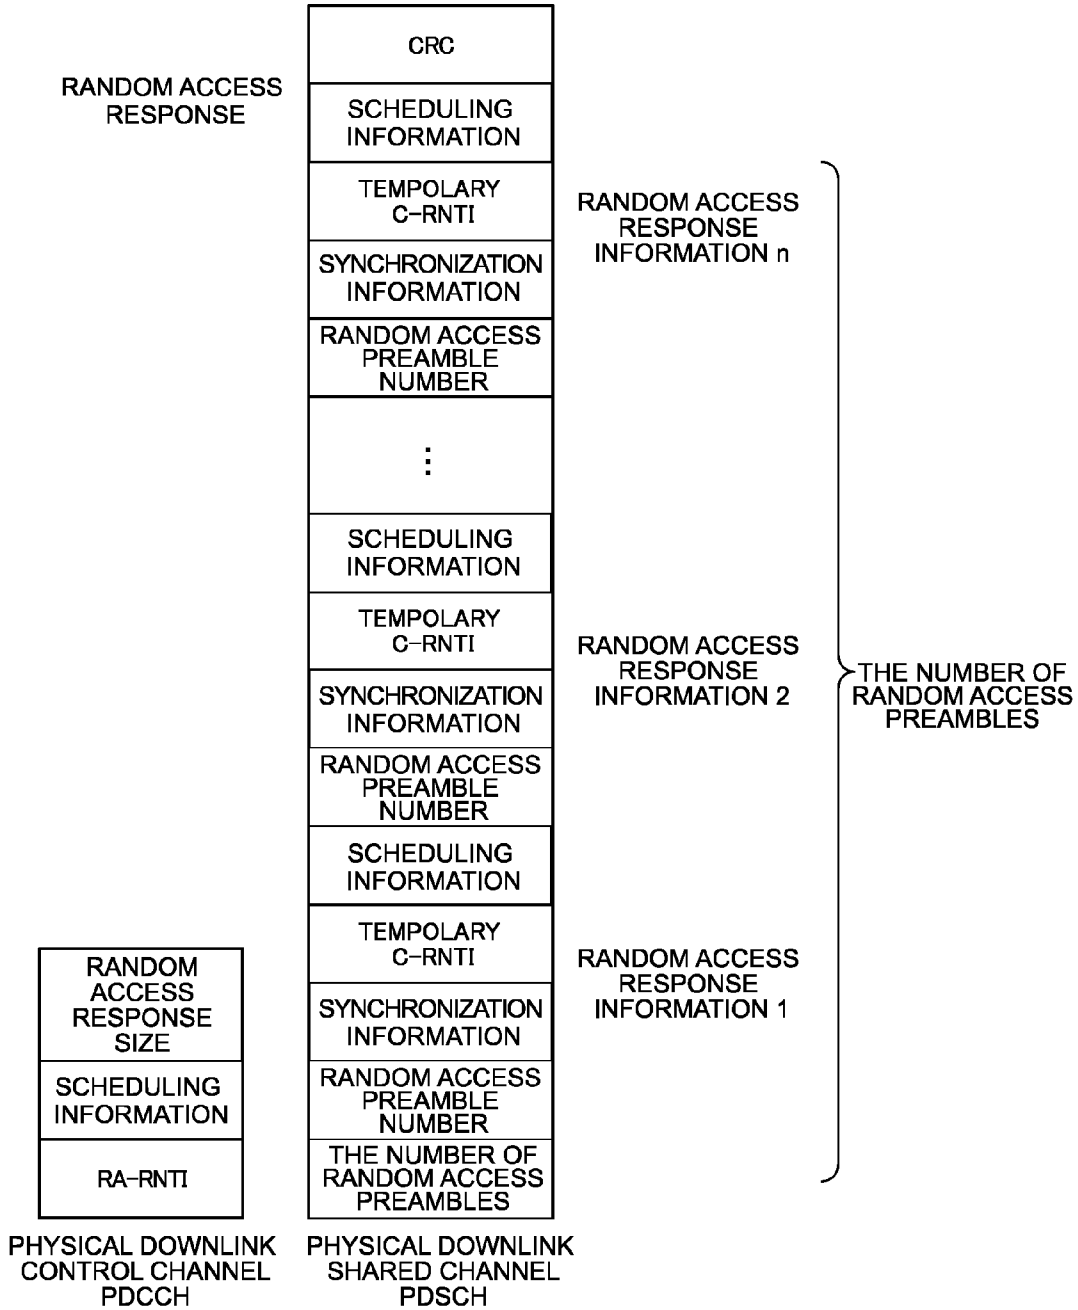 CRC
RANDOM ACCESS
RESPONSE
SCHEDULING
INFORMATION
TEMPOLARY
C-RNTI
RANDOM ACCESS
RESPONSE
INFORMATION n
SYNCHRONIZATION
INFORMATION
RANDOM ACCESS
PREAMBLE
NUMBER
⋮
SCHEDULING
INFORMATION
TEMPOLARY
C-RNTI
RANDOM ACCESS
RESPONSE
INFORMATION 2
THE NUMBER OF
RANDOM ACCESS
PREAMBLES
SYNCHRONIZATION
INFORMATION
RANDOM ACCESS
PREAMBLE
NUMBER
SCHEDULING
INFORMATION
TEMPOLARY
C-RNTI
RANDOM ACCESS
RESPONSE
INFORMATION 1
SYNCHRONIZATION
INFORMATION
RANDOM ACCESS
PREAMBLE
NUMBER
THE NUMBER OF
RANDOM ACCESS
PREAMBLES
RANDOM
ACCESS
RESPONSE
SIZE
SCHEDULING
INFORMATION
RA-RNTI
PHYSICAL DOWNLINK
CONTROL CHANNEL
PDCCH
PHYSICAL DOWNLINK
SHARED CHANNEL
PDSCH